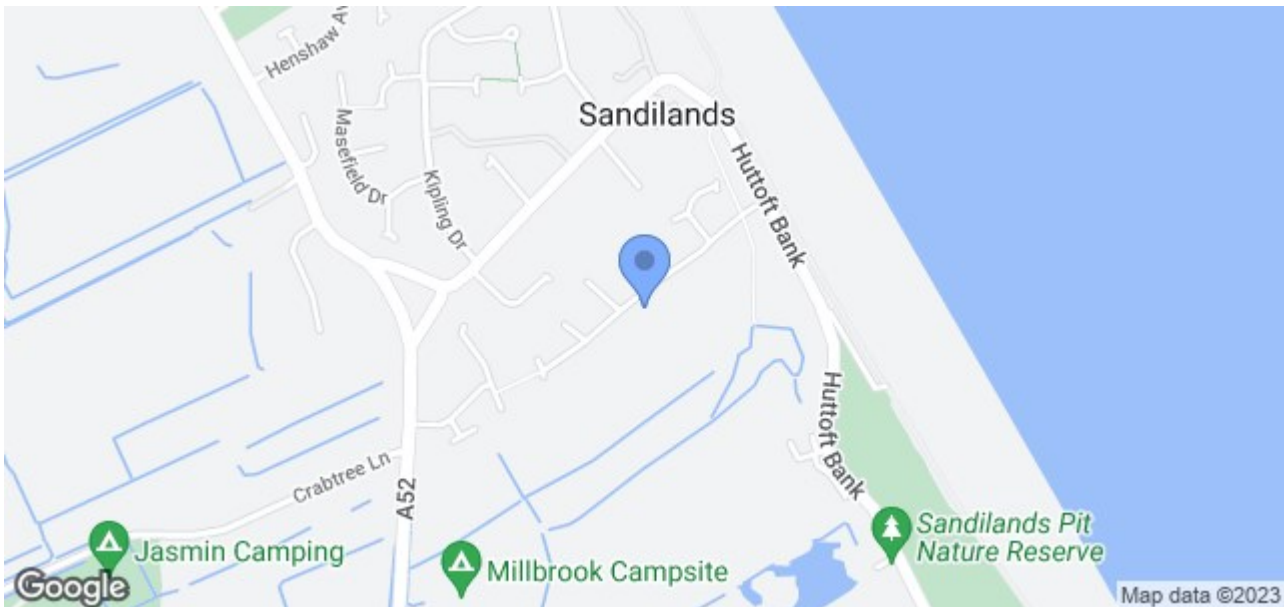 Henshaw A
Sandilands
Masefield Dr
Kipling Dr
Huttoft Bank
Huttoft Bank
Crabtree Ln
A52
Jasmin Camping
Millbrook Campsite
Sandilands Pit
Nature Reserve
Google
Map data ©2023